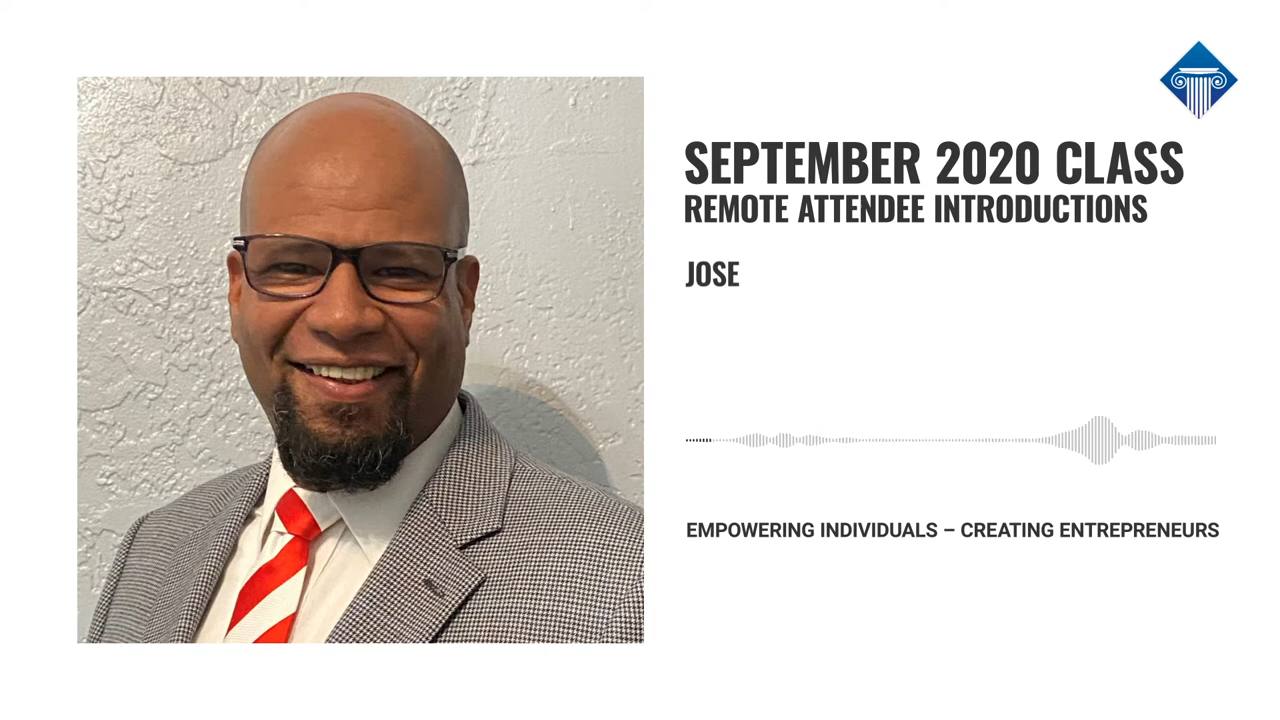 SEPTEMBER 2020 CLASS
REMOTE ATTENDEE INTRODUCTIONS
JOSE
EMPOWERING INDIVIDUALS – CREATING ENTREPRENEURS